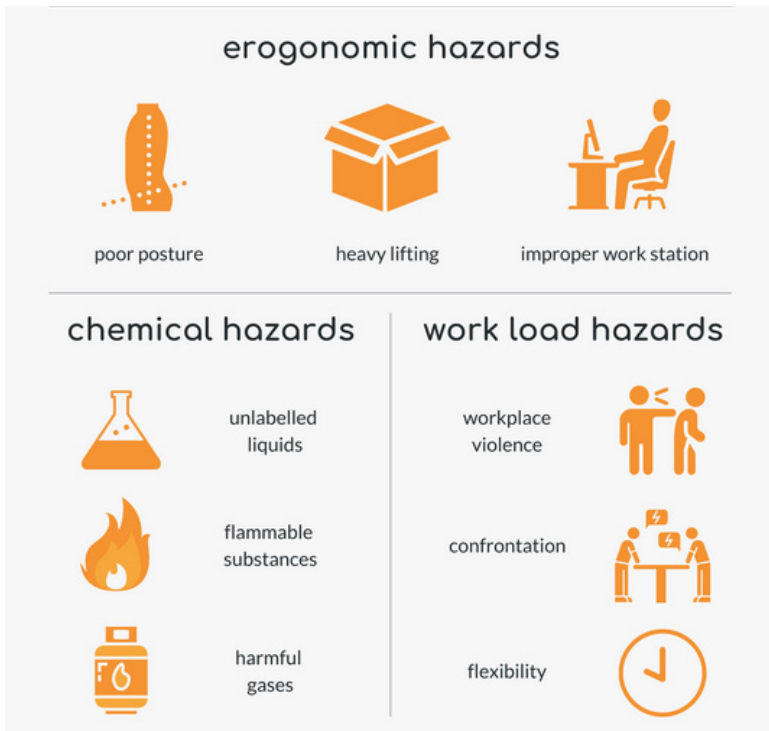 erogonomic hazards
poor posture
heavy lifting
improper work station
chemical hazards
unlabelled
liquids
flammable
substances
harmful
gases
work load hazards
workplace
violence
confrontation
flexibility